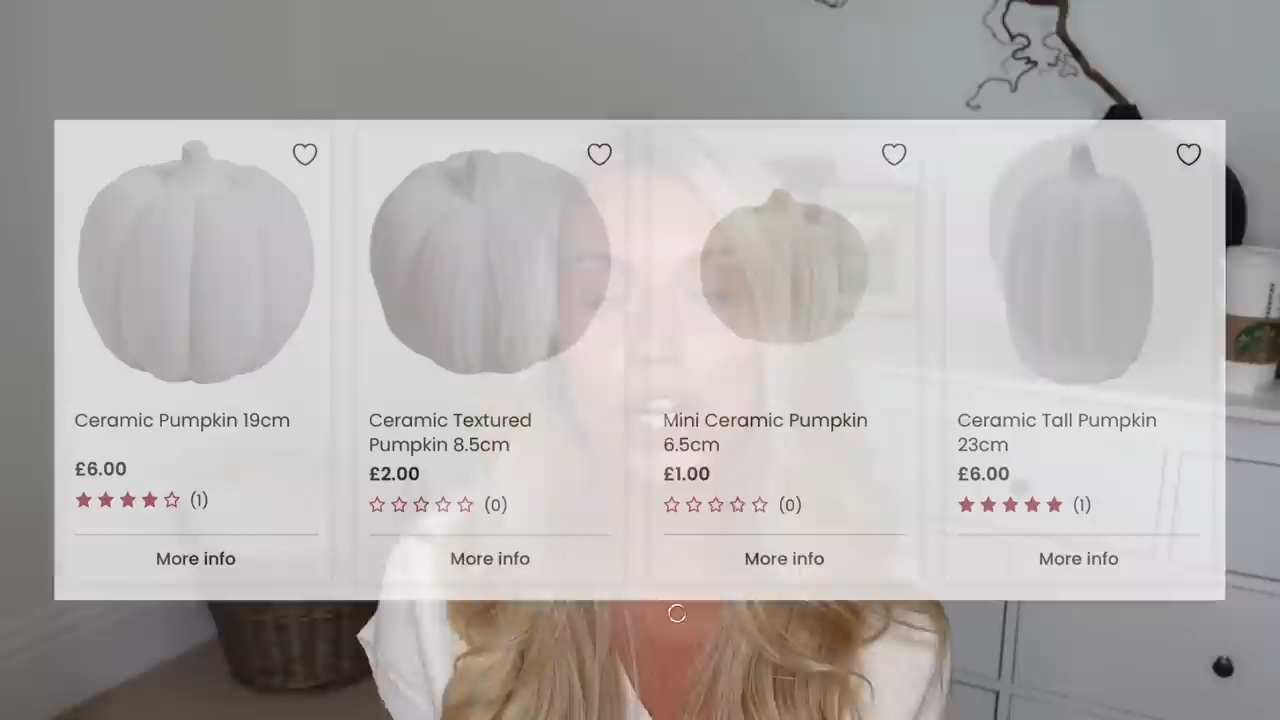 Ceramic Pumpkin 19cm
£6.00
(1)
More info
Ceramic Textured
Pumpkin 8.5cm
£2.00
(0)
More info
Mini Ceramic Pumpkin
6.5cm
£1.00
(0)
More info
Ceramic Tall Pumpkin
23cm
£6.00
(1)
More info